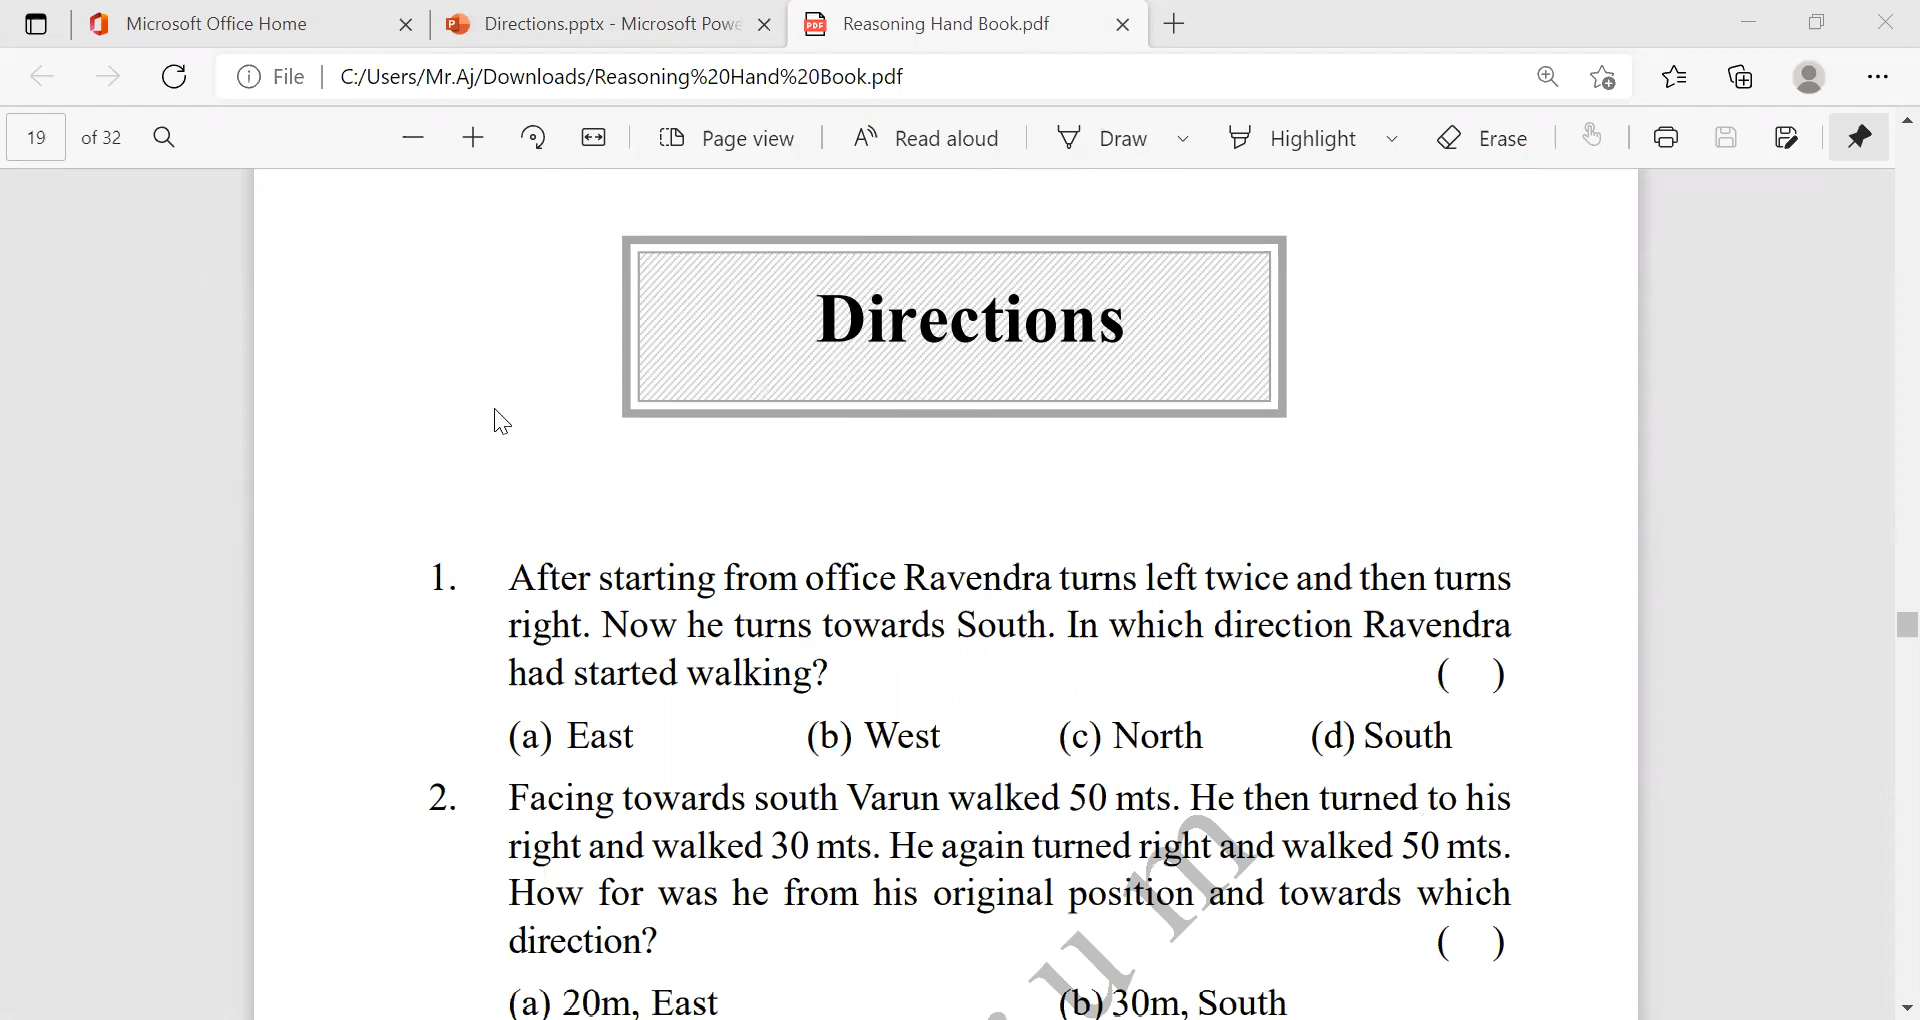 Microsoft Office Home
Directions.pptx - Microsoft Powe
Reasoning Hand Book.pdf
File
C:/Users/Mr.Aj/Downloads/Reasoning%20Hand%20Book.pdf
19 of 32
Page view
Read aloud
Draw
Highlight
Erase
Directions
1. After starting from office Ravendra turns left twice and then turns
right. Now he turns towards South. In which direction Ravendra
had started walking? ( )
(a) East (b) West (c) North (d) South
2. Facing towards south Varun walked 50 mts. He then turned to his
right and walked 30 mts. He again turned right and walked 50 mts.
How for was he from his original position and towards which
direction? ( )
(a) 20m, East (b) 30m, South
u m